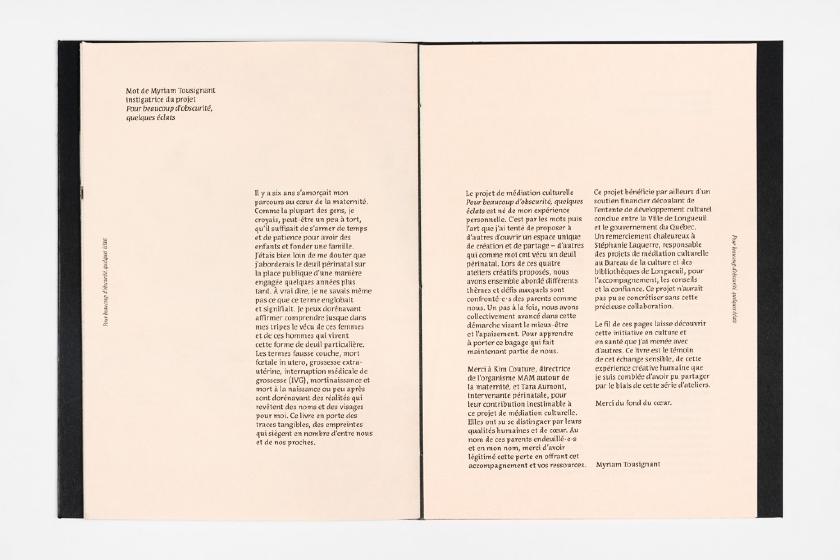 Mot de Myriam Tousignant
instigatrice du projet
Pour beaucoup d'obscurité,
quelques éclats
Pour beaucoup d'obscurité, quelques éclats
Il y a six ans s'amorçait mon
parcours au cœur de la maternité.
Comme la plupart des gens, je
croyais, peut-être un peu à tort,
qu'il suffisait de s'armer de temps
et de patience pour avoir des
enfants et fonder une famille.
J'étais bien loin de me douter que
j'aborderais le deuil périnatal sur
la place publique d'une manière
engagée quelques années plus
tard. À vrai dire, je ne savais même
pas ce que ce terme englobait
et signifiait. Je peux dorénavant
affirmer comprendre jusque dans
mes tripes le vécu de ces femmes
et de ces hommes qui vivent
cette forme de deuil particulière.
Les termes fausse couche, mort
fœtale in utero, grossesse extra-
utérine, interruption médicale de
grossesse (IVG), mortinaissance et
mort à la naissance ou peu après
sont dorénavant des réalités qui
revêtent des noms et des visages
pour moi. Ce livre en porte des
traces tangibles, des empreintes
qui siègent en nombre d'entre nous
et de nos proches.
Le projet de médiation culturelle
Pour beaucoup d'obscurité, quelques
éclats est né de mon expérience
personnelle. C'est par les mots puis
l'art que j'ai tenté de proposer à
d'autres d'ouvrir un espace unique
de création et de partage – d'autres
qui comme moi ont vécu un deuil
périnatal. Lors de ces quatre
ateliers créatifs proposés, nous
avons ensemble abordé différents
thèmes et défis auxquels sont
confronté·e·s des parents comme
nous. Un pas à la fois, nous avons
collectivement avancé dans cette
démarche visant le mieux-être
et l'apaisement. Pour apprendre
à porter ce bagage qui fait
maintenant partie de nous.
Merci à Kim Couture, directrice
de l'organisme MAM autour de
la maternité, et Tara Aumont,
intervenante périnatale, pour
leur contribution inestimable à
ce projet de médiation culturelle.
Elles ont su se distinguer par leurs
qualités humaines et de cœur. Au
nom de ces parents endeuillé·e·s
et en mon nom, merci d'avoir
légitimé cette perte en offrant cet
accompagnement et vos ressources.
Ce projet bénéficie par ailleurs d'un
soutien financier découlant de
l'entente de développement culturel
conclue entre la Ville de Longueuil
et le gouvernement du Québec.
Un remerciement chaleureux à
Stéphanie Laguerre, responsable
des projets de médiation culturelle
au Bureau de la culture et des
bibliothèques de Longueuil, pour
l'accompagnement, les conseils
et la confiance. Ce projet n'aurait
pas pu se concrétiser sans cette
précieuse collaboration.
Le fil de ces pages laisse découvrir
cette initiative en culture et
en santé que j'ai menée avec
d'autres. Ce livre est le témoin
de cet échange sensible, de cette
expérience créative humaine que
je suis comblée d'avoir pu partager
par le biais de cette série d'ateliers.
Merci du fond du cœur.
Myriam Tousignant
Pour beaucoup d'obscurité, quelques éclats